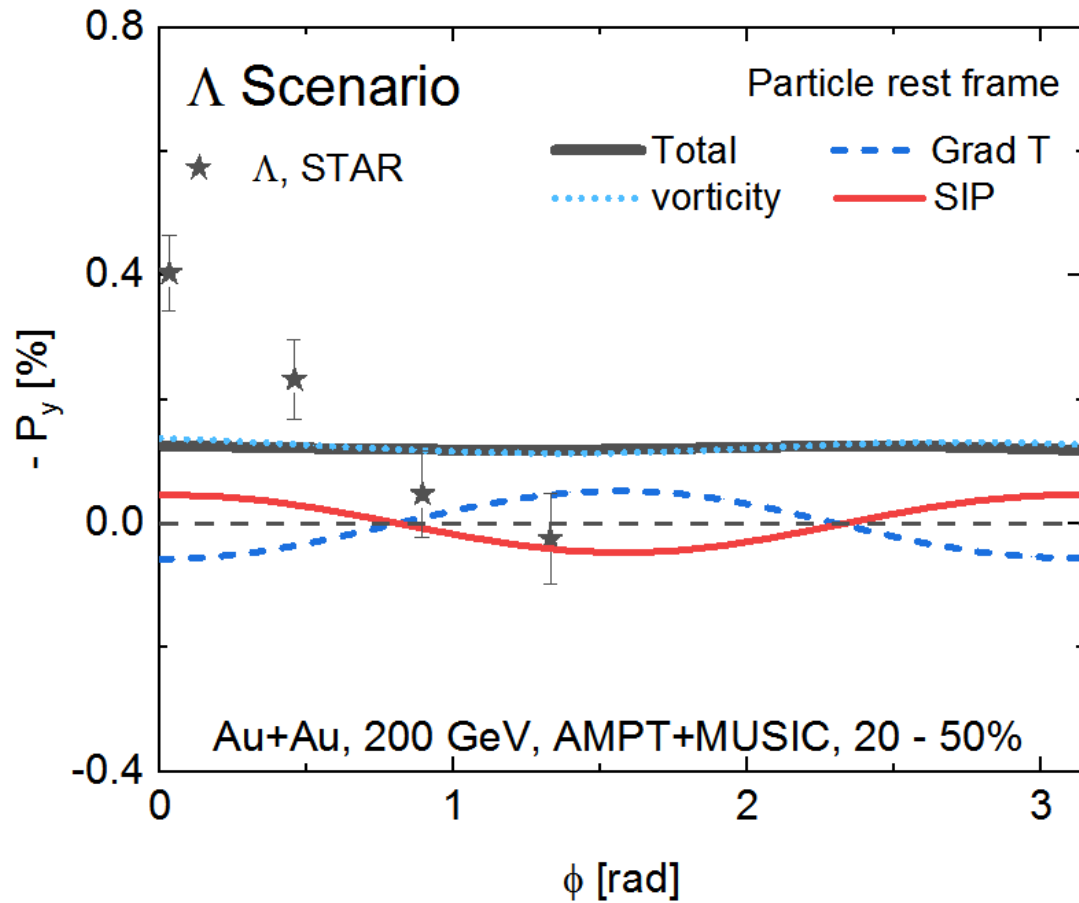 0.8
Λ Scenario
Particle rest frame
Λ, STAR
Total
Grad T
vorticity
SIP
0.4
- P_y [%]
0.0
Au+Au, 200 GeV, AMPT+MUSIC, 20 - 50%
-0.4
0 1 2 3
ϕ [rad]